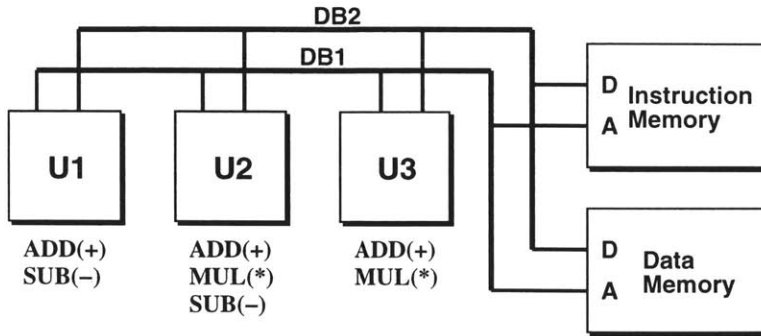 DB2
DB1
U1
U2
U3
D
A
Instruction
Memory
ADD(+)
SUB(−)
ADD(+)
MUL(*)
SUB(−)
ADD(+)
MUL(*)
D
A
Data
Memory